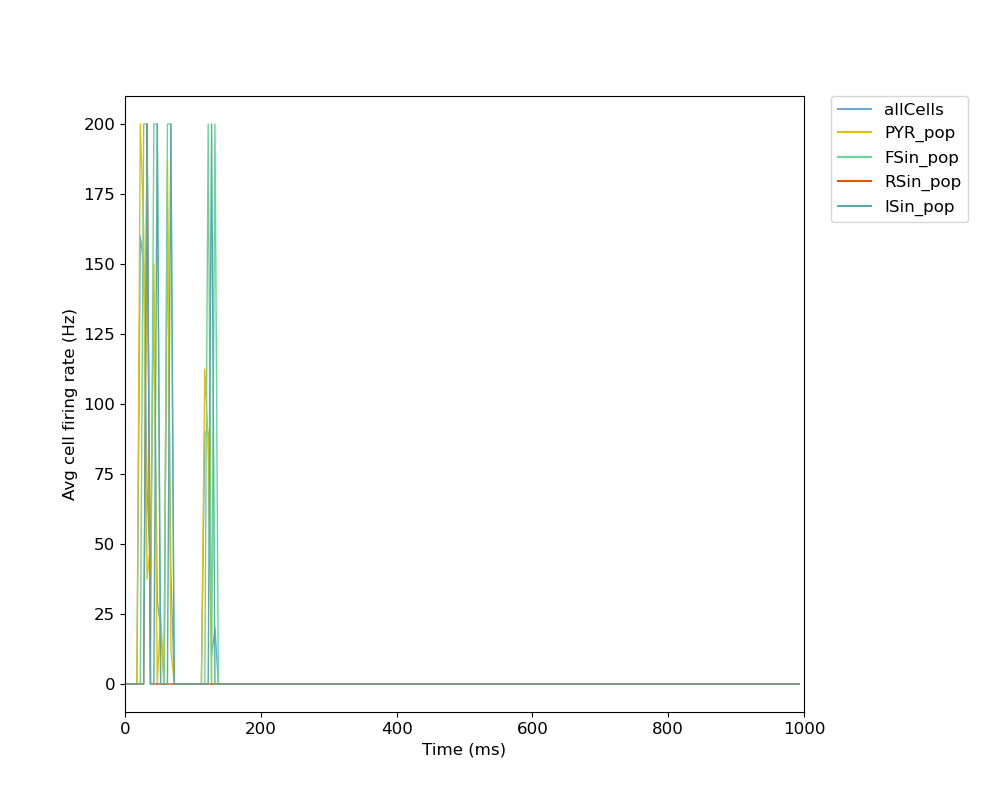 200
175
150
125
100
75
50
25
0
Avg cell firing rate (Hz)
0 200 400 600 800 1000
Time (ms)
allCells
PYR_pop
FSin_pop
RSin_pop
ISin_pop